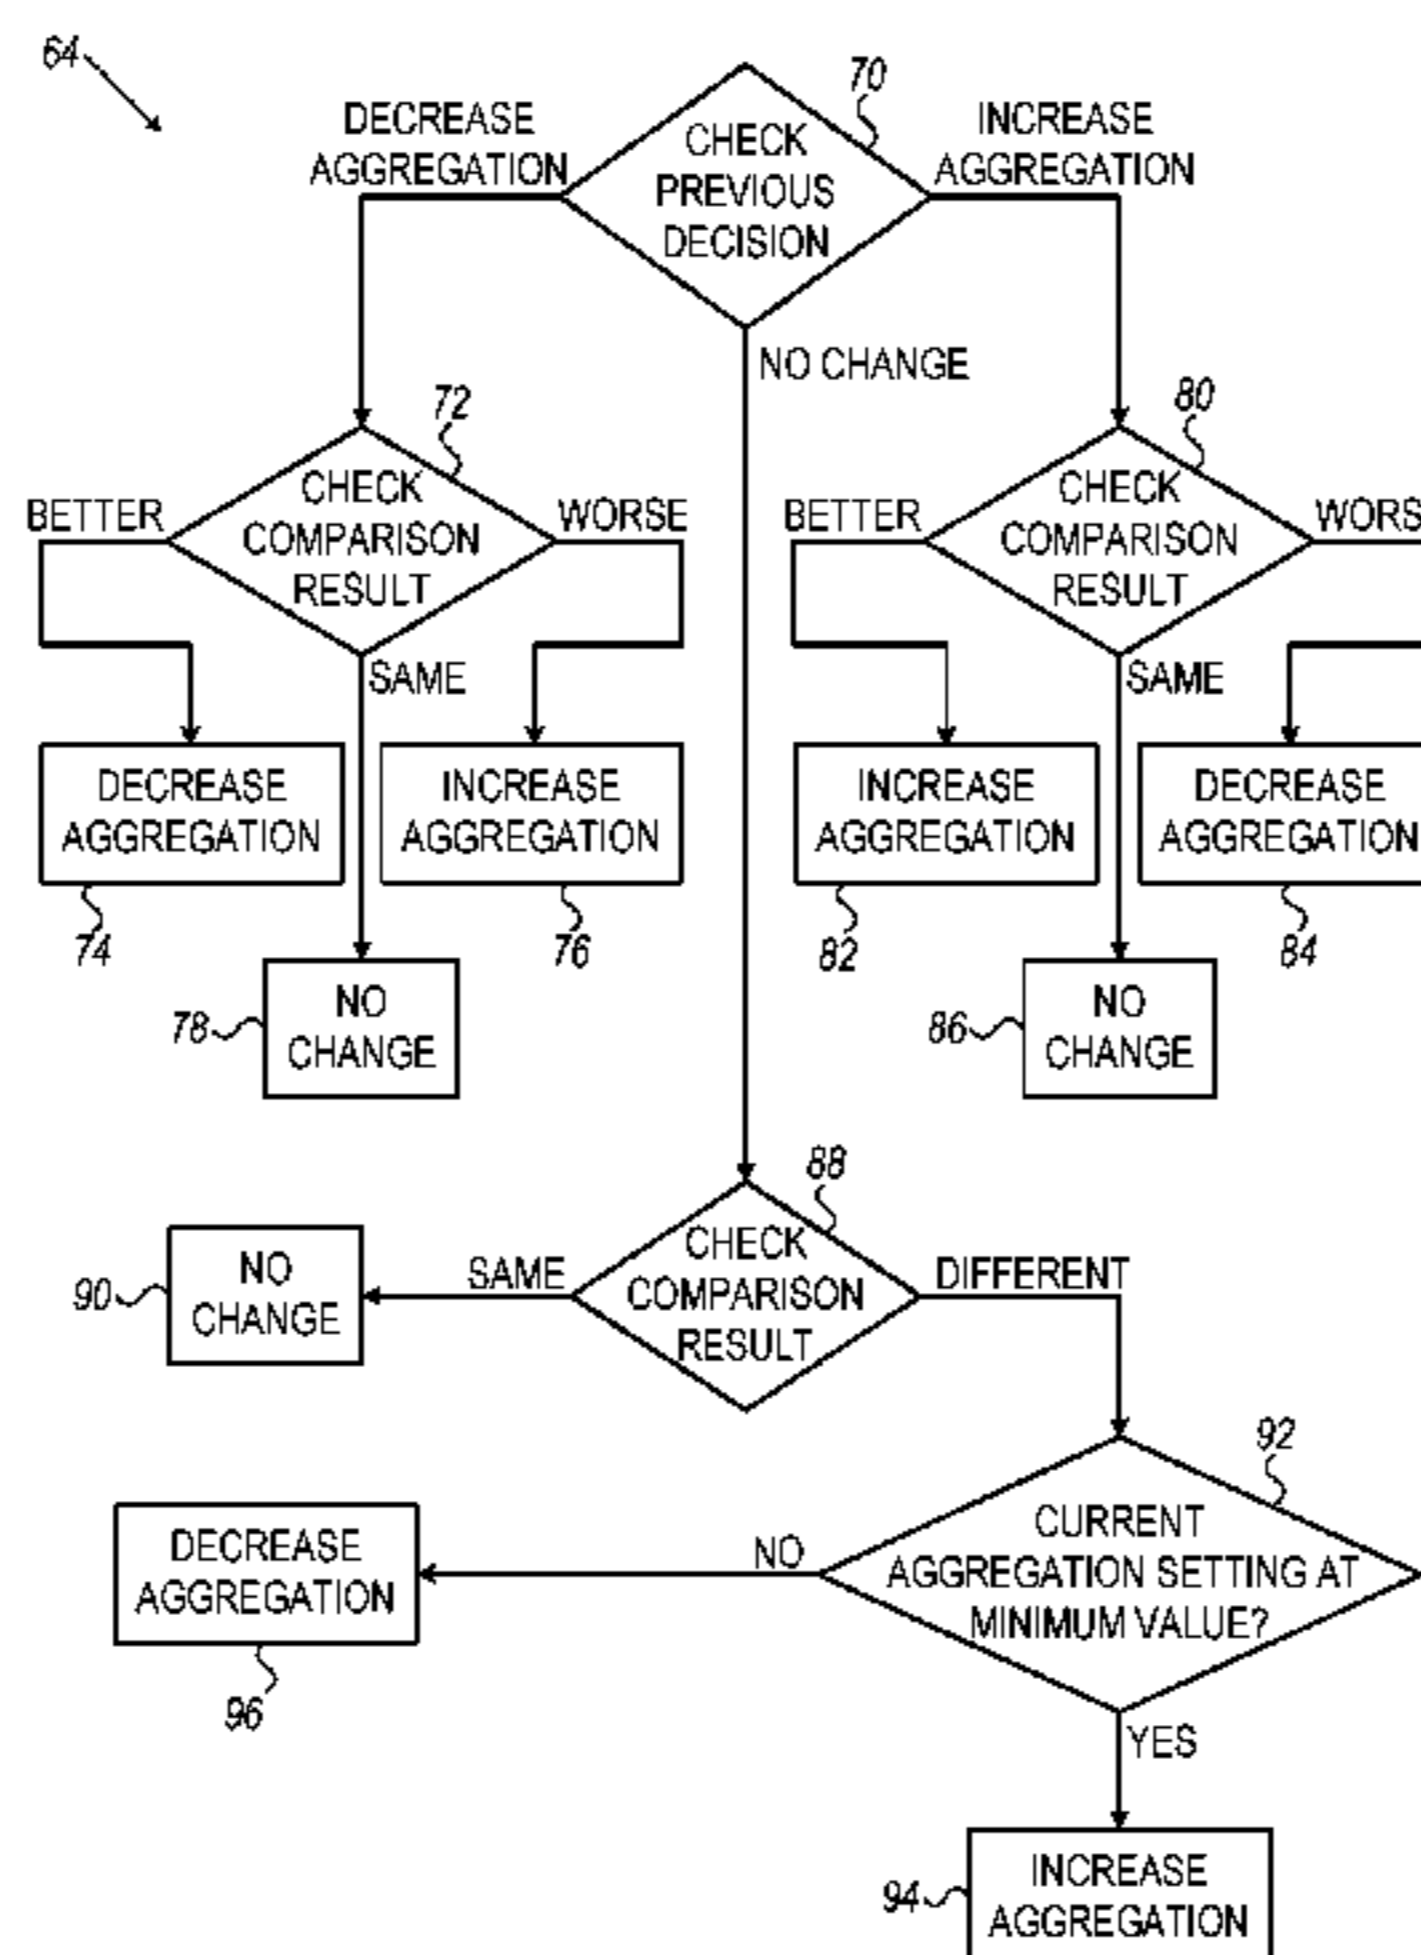 64
70
DECREASE
AGGREGATION
CHECK
PREVIOUS
DECISION
INCREASE
AGGREGATION
NO CHANGE
72
80
BETTER
CHECK
COMPARISON
RESULT
WORSE
BETTER
CHECK
COMPARISON
RESULT
WORS
SAME
SAME
DECREASE
AGGREGATION
INCREASE
AGGREGATION
INCREASE
AGGREGATION
DECREASE
AGGREGATION
74
76
82
84
78
NO
CHANGE
86
NO
CHANGE
88
90
NO
CHANGE
SAME
CHECK
COMPARISON
RESULT
DIFFERENT
92
DECREASE
AGGREGATION
NO
CURRENT
AGGREGATION SETTING AT
MINIMUM VALUE?
96
YES
94
INCREASE
AGGREGATION